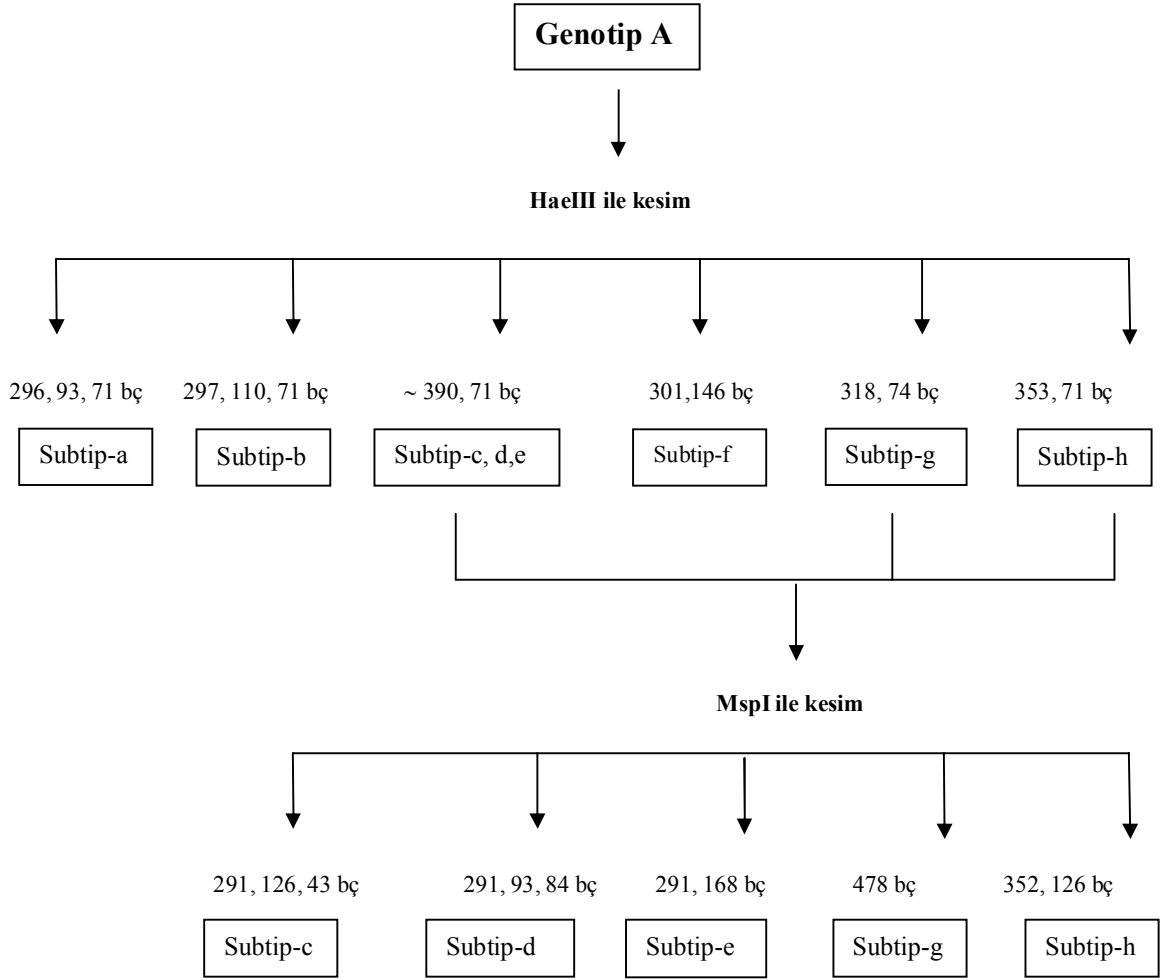 Genotip A
HaeIII ile kesim
296, 93, 71 bç 297, 110, 71 bç ~ 390, 71 bç 301,146 bç 318, 74 bç 353, 71 bç
Subtip-a Subtip-b Subtip-c, d,e Subtip-f Subtip-g Subtip-h
MspI ile kesim
291, 126, 43 bç 291, 93, 84 bç 291, 168 bç 478 bç 352, 126 bç
Subtip-c Subtip-d Subtip-e Subtip-g Subtip-h